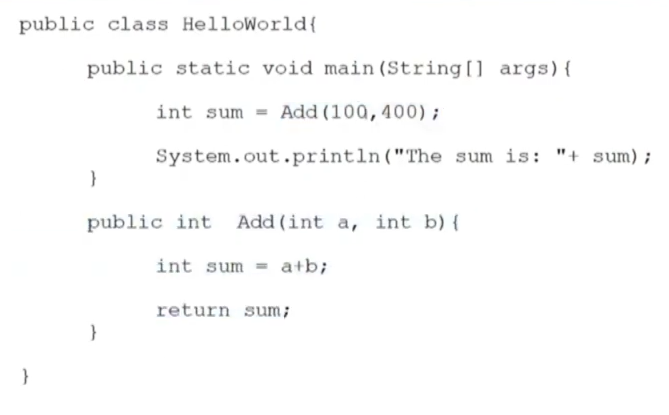 public class HelloWorld{
public static void main(String[] args){
int sum = Add(100,400);
System.out.println("The sum is: "+ sum);
}
public int  Add(int a, int b){
int sum = a+b;
return sum;
}
}